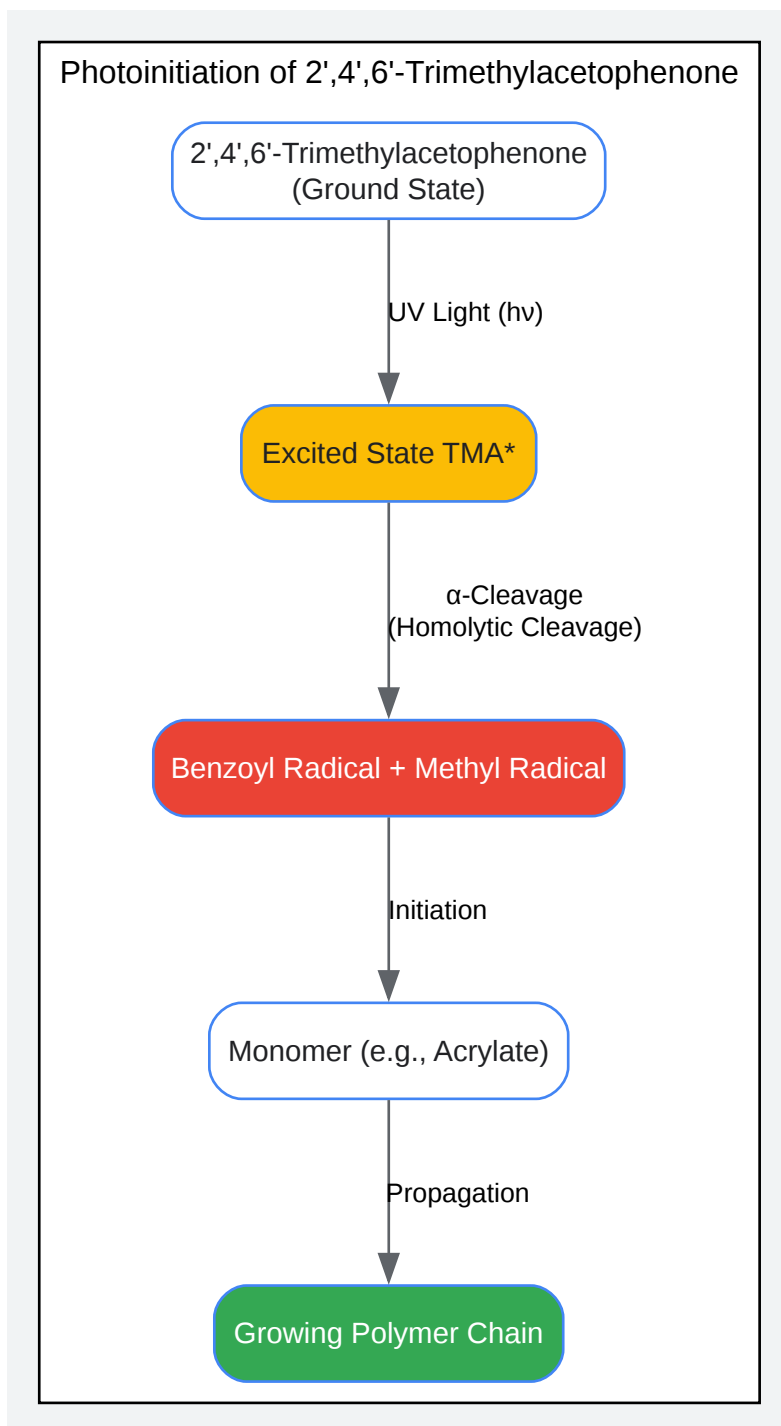 Photoinitiation of 2',4',6'-Trimethylacetophenone
2',4',6'-Trimethylacetophenone
(Ground State)
UV Light (hν)
Excited State TMA*
α-Cleavage
(Homolytic Cleavage)
Benzoyl Radical + Methyl Radical
Initiation
Monomer (e.g., Acrylate)
Propagation
Growing Polymer Chain